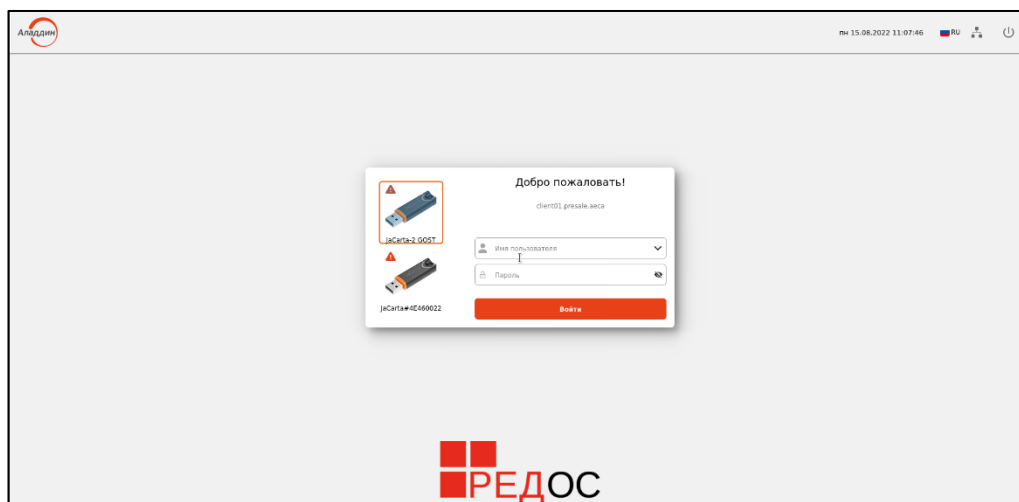 Аладдин
пн 15.08.2022 11:07:46
RU
Добро пожаловать!
client01.presale.aeca
JaCarta-2 GOST
Имя пользователя
Пароль
JaCarta#4E460022
Войти
РЕДОС